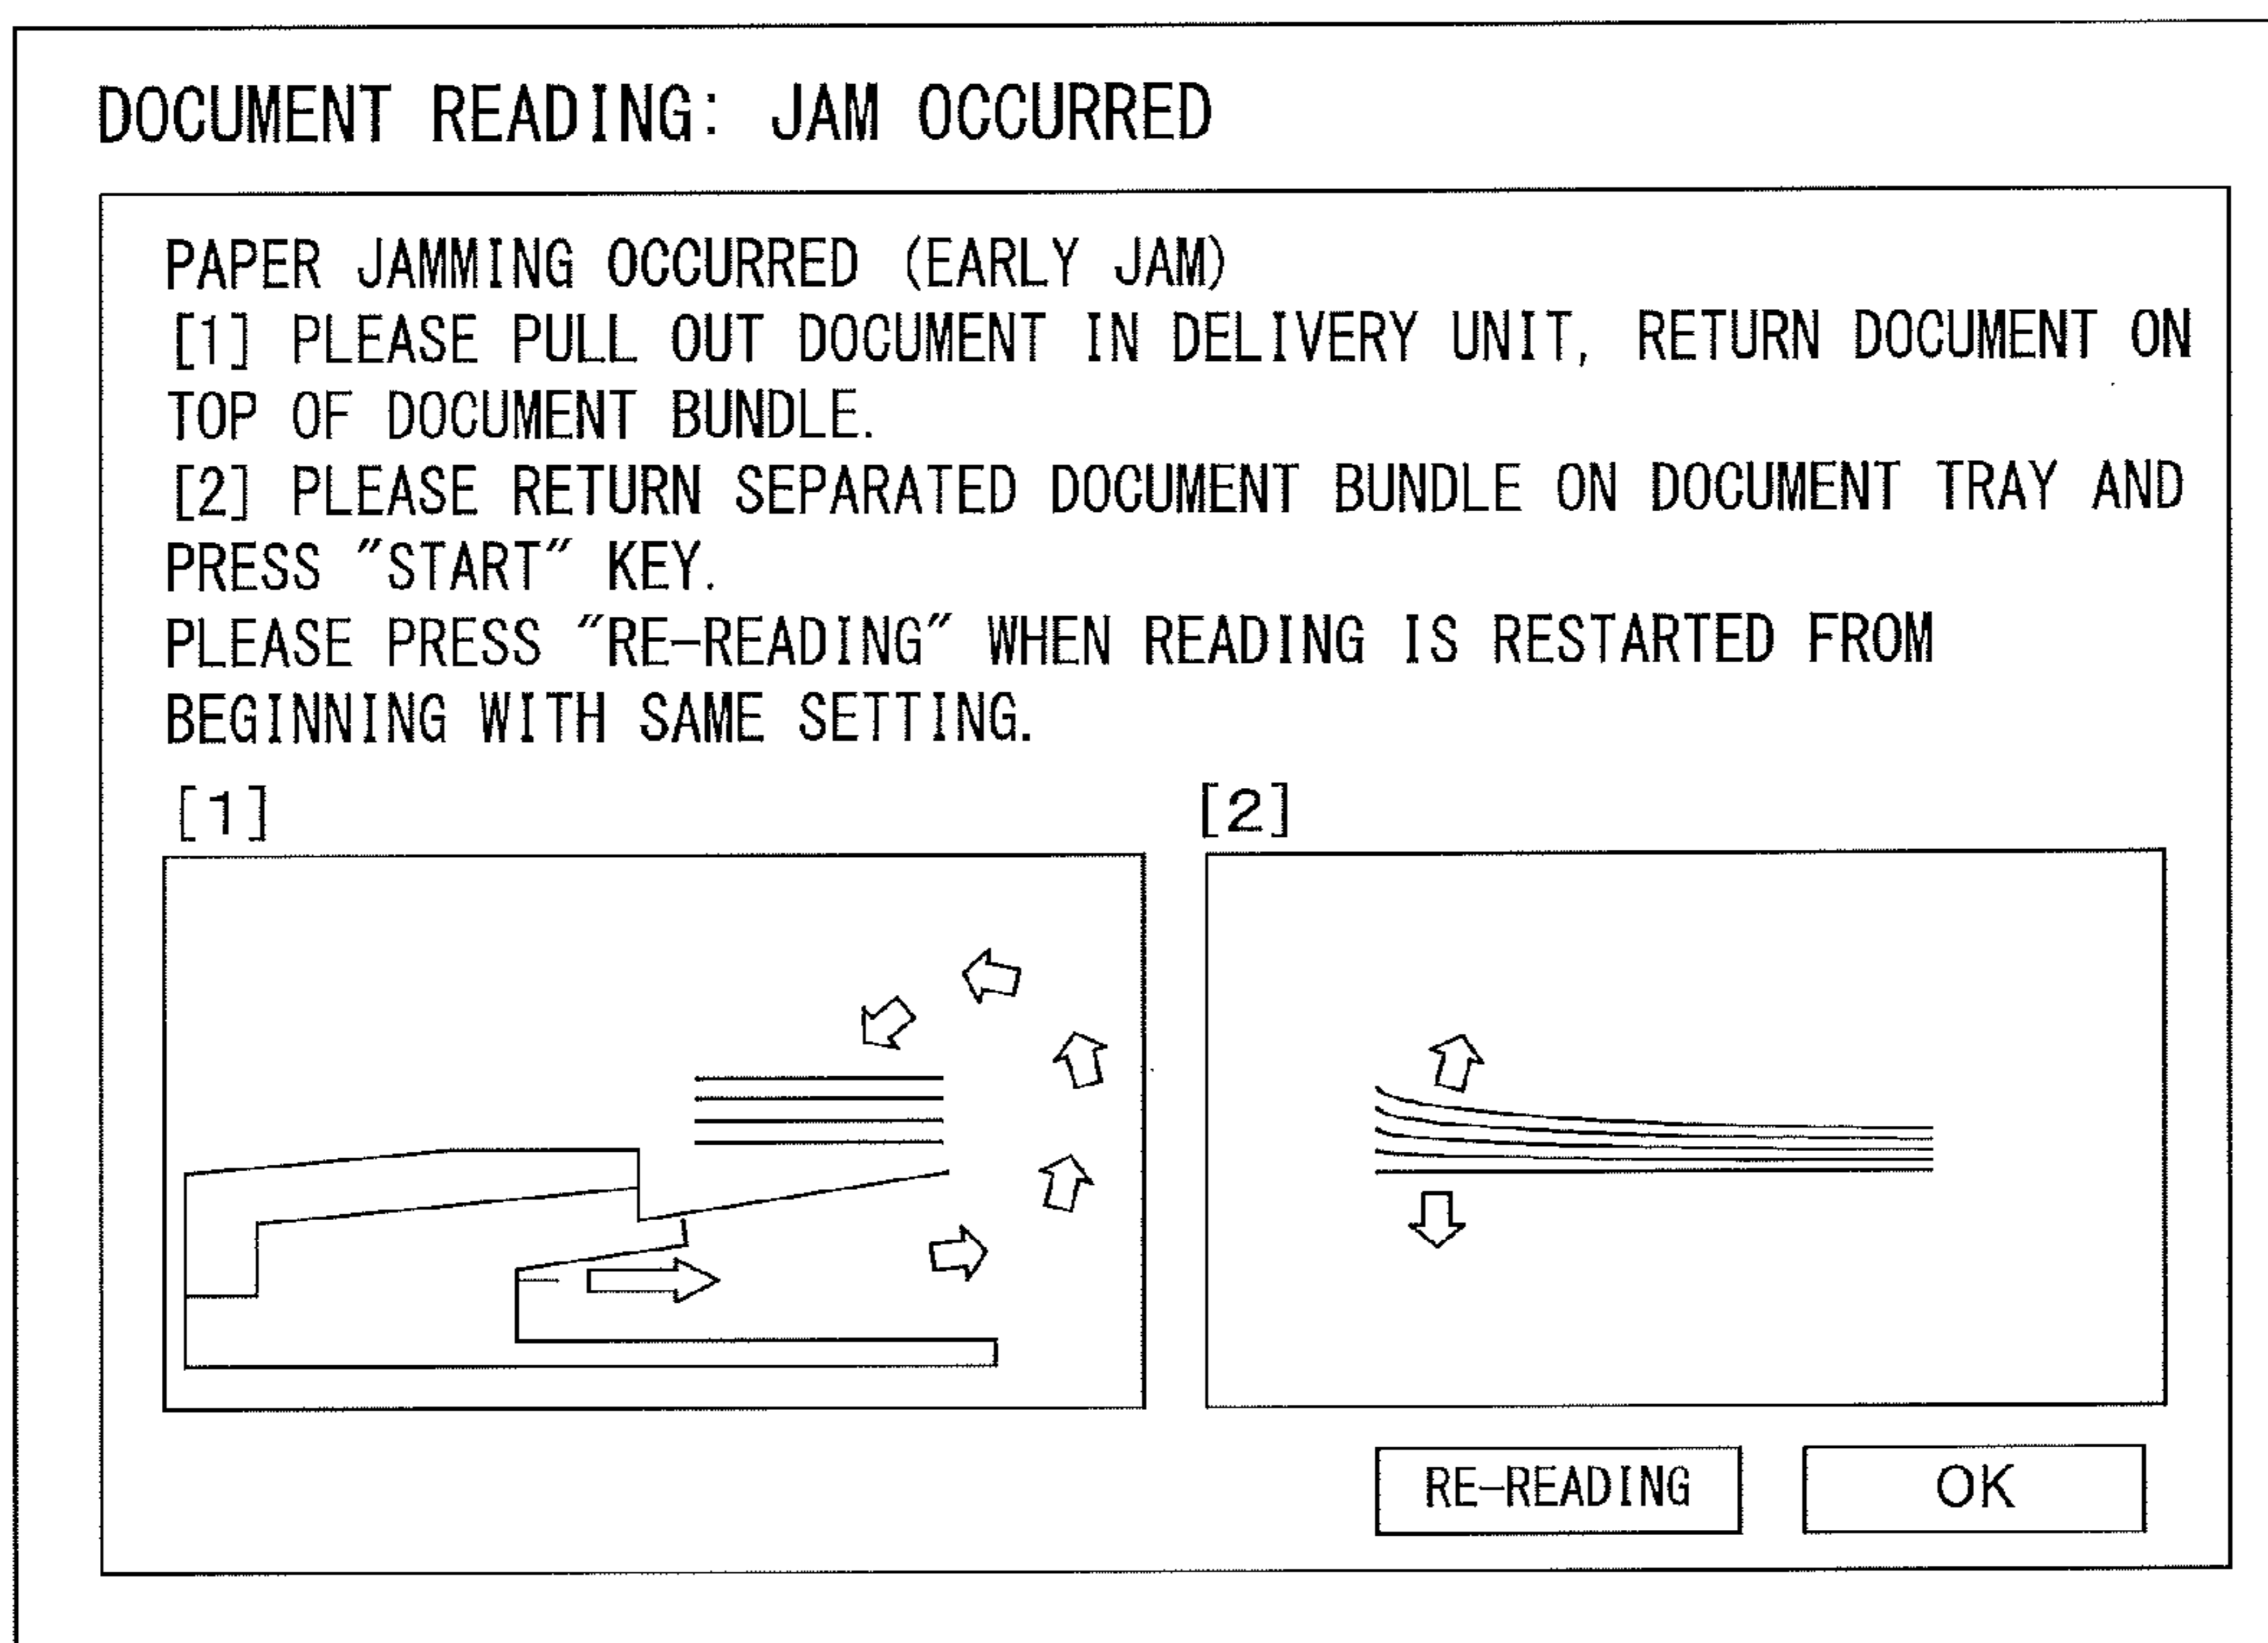 DOCUMENT READING: JAM OCCURRED
PAPER JAMMING OCCURRED (EARLY JAM)
[1] PLEASE PULL OUT DOCUMENT IN DELIVERY UNIT, RETURN DOCUMENT ON
TOP OF DOCUMENT BUNDLE.
[2] PLEASE RETURN SEPARATED DOCUMENT BUNDLE ON DOCUMENT TRAY AND
PRESS "START" KEY.
PLEASE PRESS "RE-READING" WHEN READING IS RESTARTED FROM
BEGINNING WITH SAME SETTING.
[1] [2]
RE-READING OK